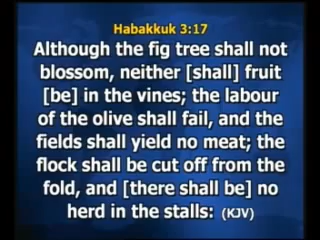 Habakkuk 3:17
Although the fig tree shall not
blossom, neither [shall] fruit
[be] in the vines; the labour
of the olive shall fail, and the
fields shall yield no meat; the
flock shall be cut off from the
fold, and [there shall be] no
herd in the stalls: (KJV)